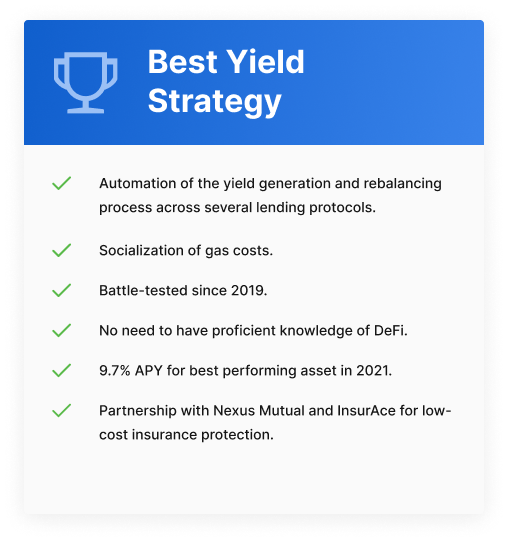 Best Yield
Strategy
Automation of the yield generation and rebalancing
process across several lending protocols.
Socialization of gas costs.
Battle-tested since 2019.
No need to have proficient knowledge of DeFi.
9.7% APY for best performing asset in 2021.
Partnership with Nexus Mutual and InsurAce for low-
cost insurance protection.